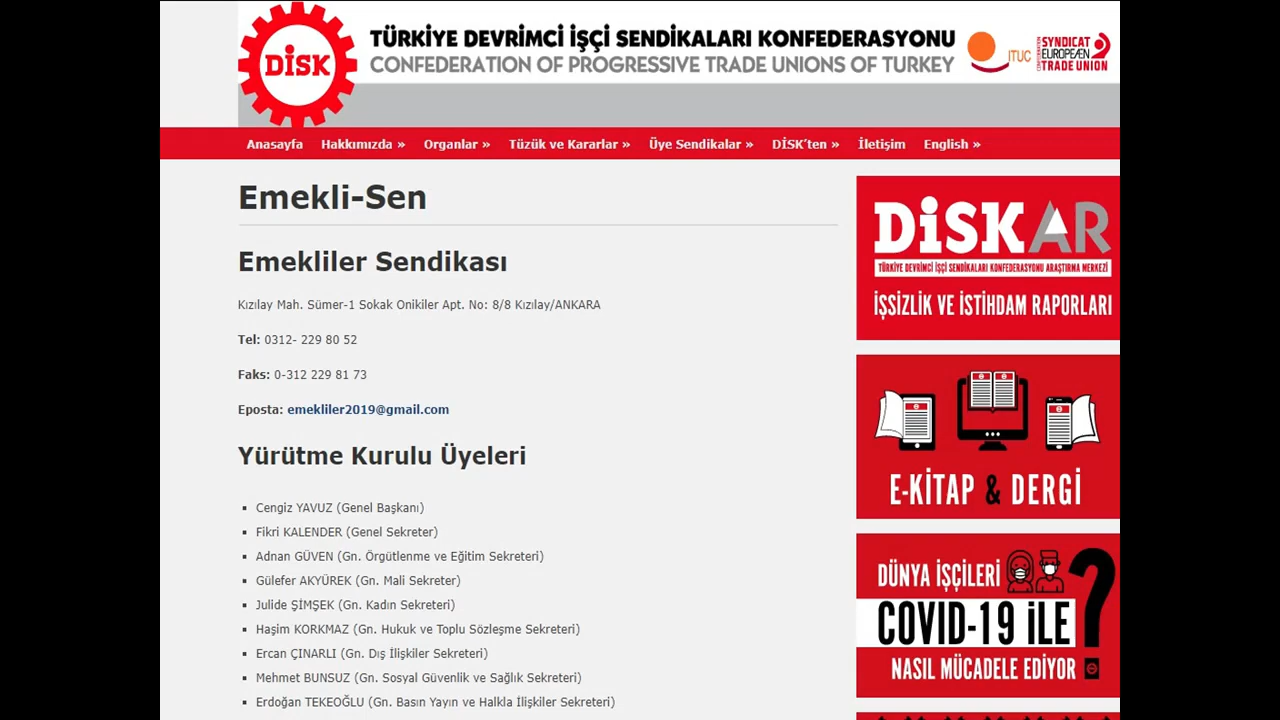 DİSK
TÜRKİYE DEVRİMCİ İŞÇİ SENDİKALARI KONFEDERASYONU
CONFEDERATION OF PROGRESSIVE TRADE UNIONS OF TURKEY
ITUC
SYNDICAT
EUROPEAN
TRADE UNION
Anasayfa Hakkımızda » Organlar » Tüzük ve Kararlar » Üye Sendikalar » DİSK’ten » İletişim English »
Emekli-Sen
Emekliler Sendikası
Kızılay Mah. Sümer-1 Sokak Onikiler Apt. No: 8/8 Kızılay/ANKARA
Tel: 0312- 229 80 52
Faks: 0-312 229 81 73
Eposta: emekliler2019@gmail.com
Yürütme Kurulu Üyeleri
Cengiz YAVUZ (Genel Başkanı)
Fikri KALENDER (Genel Sekreter)
Adnan GÜVEN (Gn. Örgütlenme ve Eğitim Sekreteri)
Gülefer AKYÜREK (Gn. Mali Sekreter)
Julide ŞİMŞEK (Gn. Kadın Sekreteri)
Haşim KORKMAZ (Gn. Hukuk ve Toplu Sözleşme Sekreteri)
Ercan ÇINARLI (Gn. Dış İlişkiler Sekreteri)
Mehmet BUNSUZ (Gn. Sosyal Güvenlik ve Sağlık Sekreteri)
Erdoğan TEKEOĞLU (Gn. Basın Yayın ve Halkla İlişkiler Sekreteri)
DİSKAR
TÜRKİYE DEVRİMCİ İŞÇİ SENDİKALARI KONFEDERASYONU ARAŞTIRMA MERKEZİ
İŞSİZLİK VE İSTİHDAM RAPORLARI
E-KİTAP & DERGİ
DÜNYA İŞÇİLERİ
COVID-19 İLE
NASIL MÜCADELE EDİYOR ?